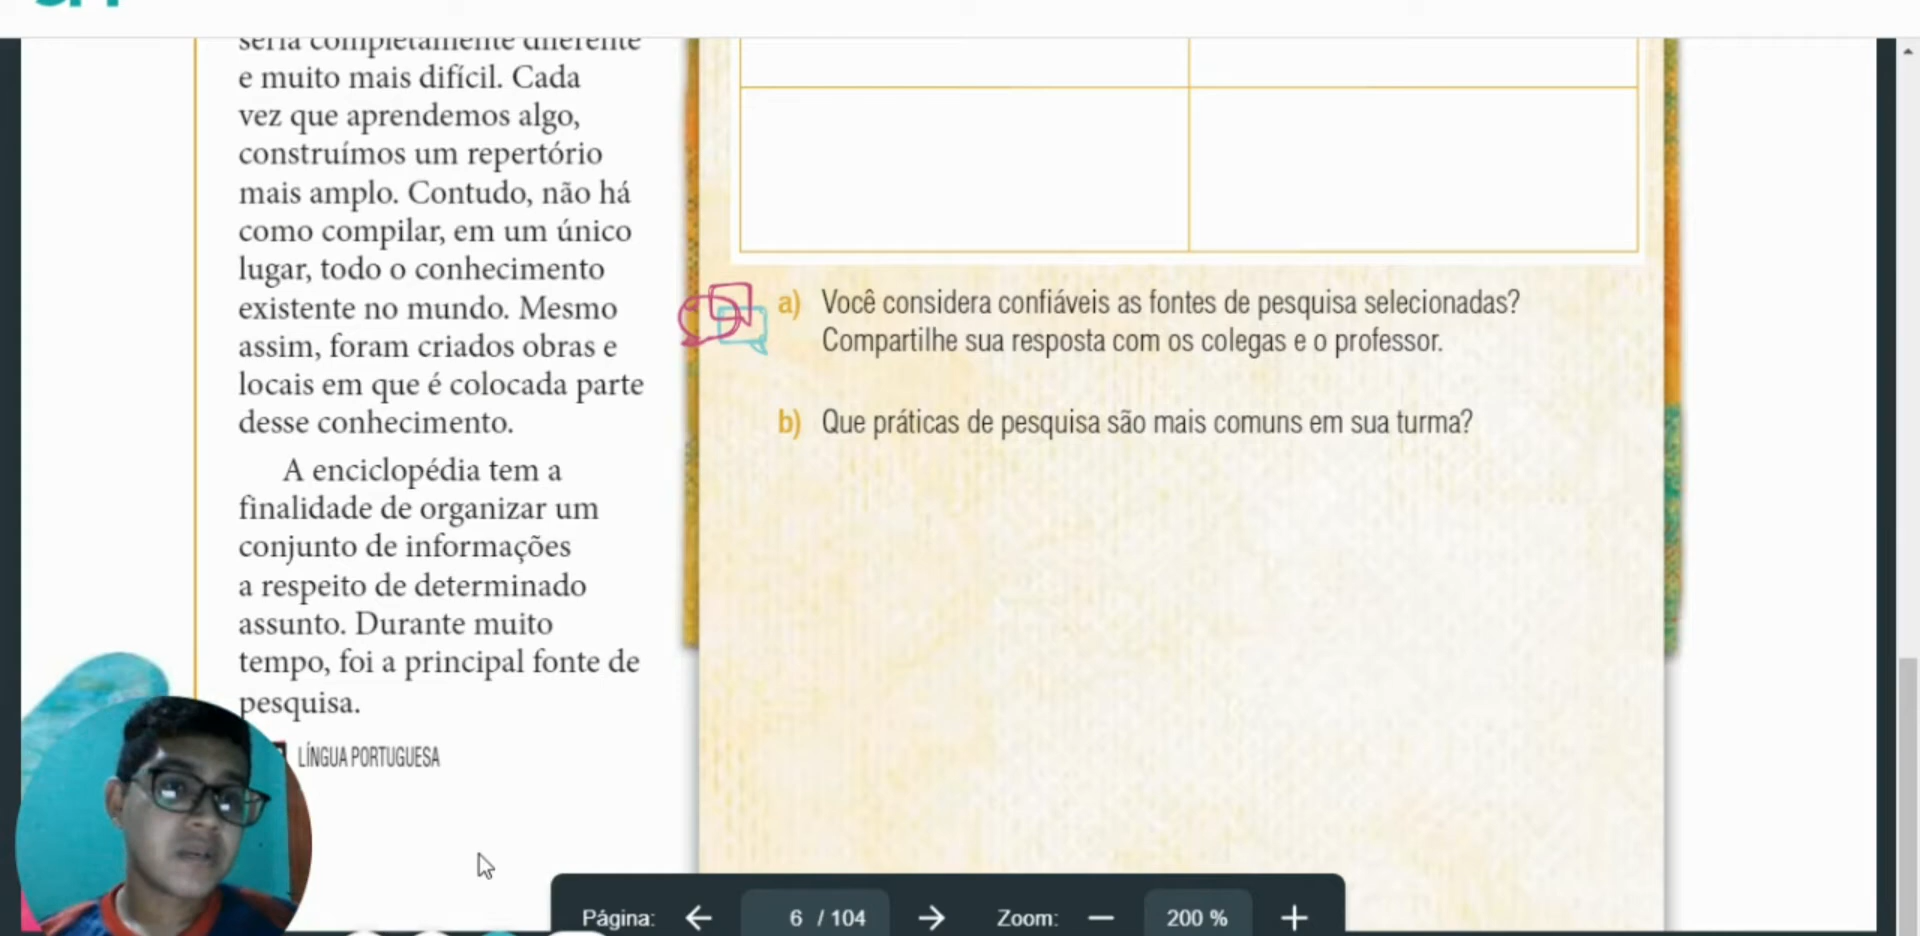 seria completamente diferente
e muito mais difícil. Cada
vez que aprendemos algo,
construímos um repertório
mais amplo. Contudo, não há
como compilar, em um único
lugar, todo o conhecimento
existente no mundo. Mesmo
assim, foram criados obras e
locais em que é colocada parte
desse conhecimento.
A enciclopédia tem a
finalidade de organizar um
conjunto de informações
a respeito de determinado
assunto. Durante muito
tempo, foi a principal fonte de
pesquisa.
LÍNGUA PORTUGUESA
a) Você considera confiáveis as fontes de pesquisa selecionadas?
Compartilhe sua resposta com os colegas e o professor.
b) Que práticas de pesquisa são mais comuns em sua turma?
Página: 6 / 104 Zoom: 200 %